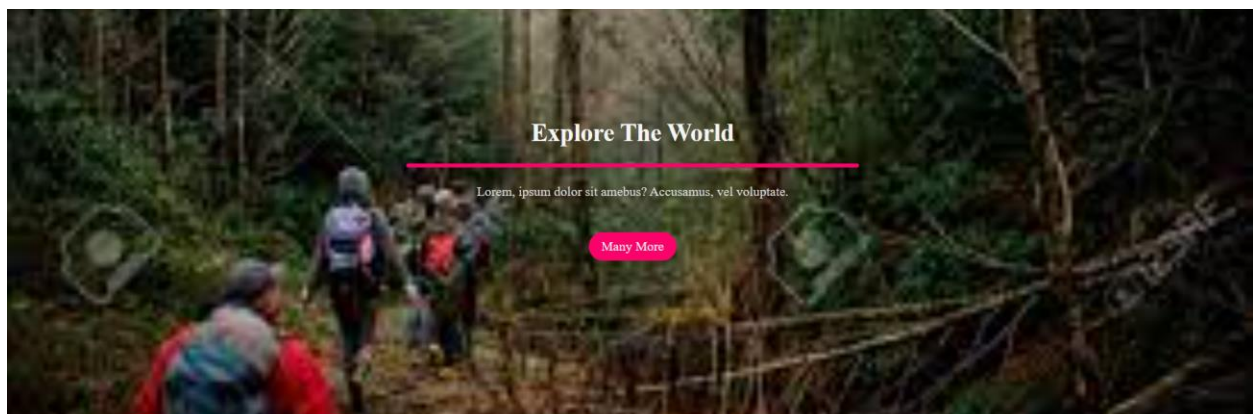 Explore The World
Lorem, ipsum dolor sit amebus? Accusamus, vel voluptate.
Many More